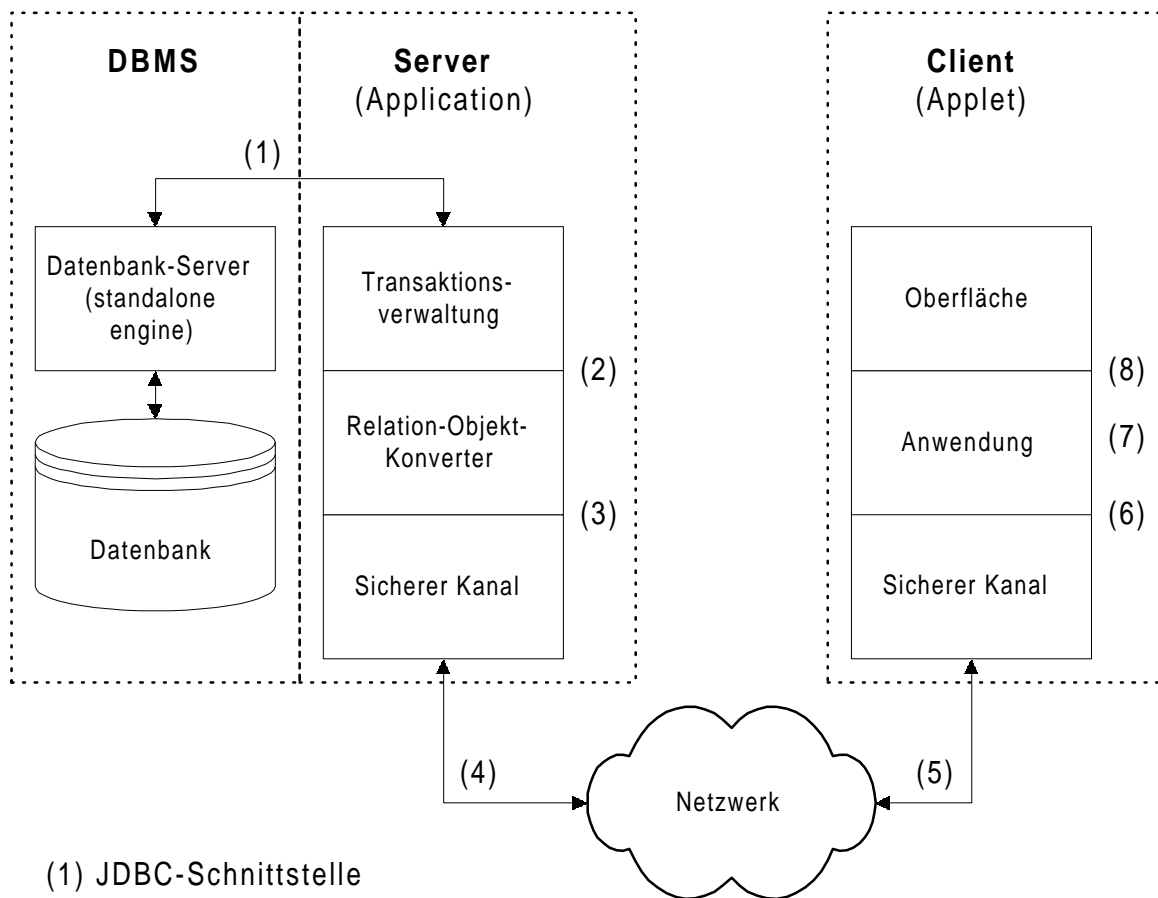 DBMS
Server
(Application)
Client
(Applet)
(1)
Datenbank-Server
(standalone
engine)
Transaktions-
verwaltung
Oberfläche
(2)
(8)
Relation-Objekt-
Konverter
Anwendung
(7)
(3)
(6)
Datenbank
Sicherer Kanal
Sicherer Kanal
(4)
(5)
Netzwerk
(1) JDBC-Schnittstelle